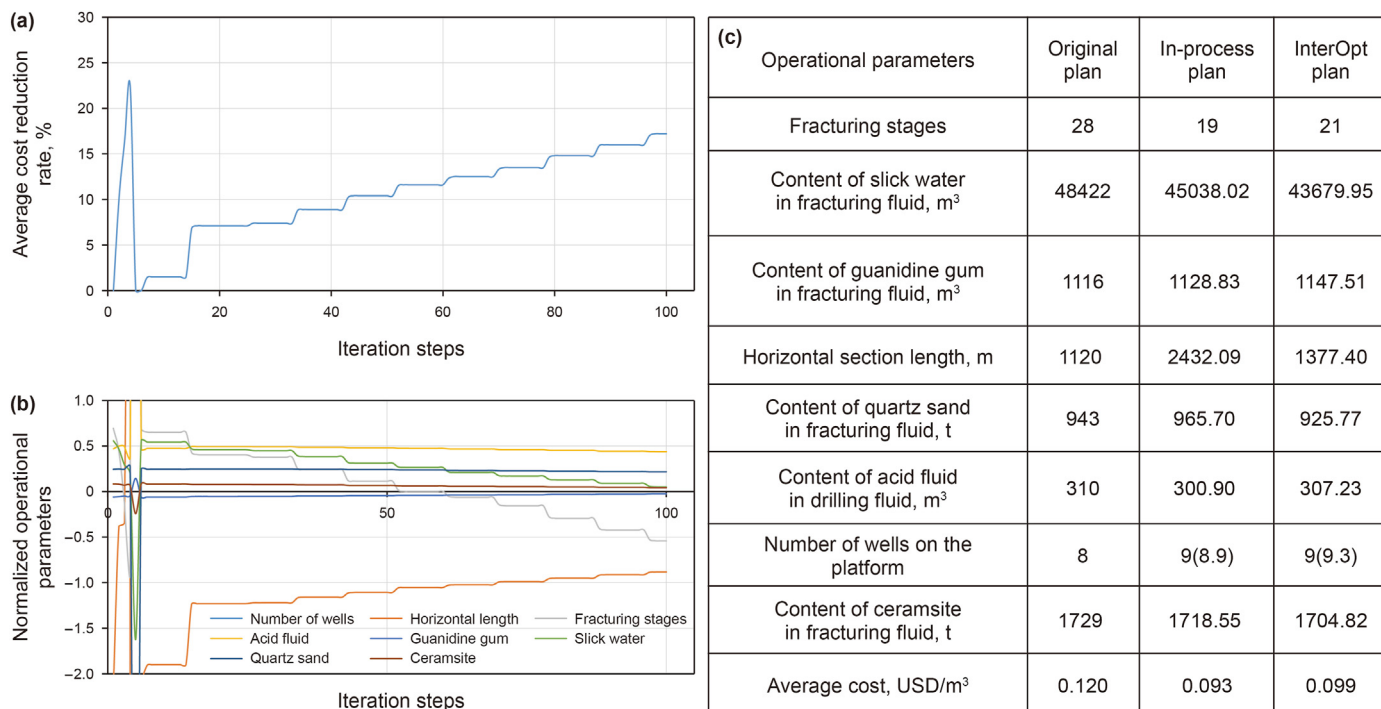 (a)
30
25
20
15
10
5
0
0
20
40
60
80
100
Average cost reduction
rate, %
Iteration steps
(b)
1.0
0.5
0
−0.5
−1.0
−1.5
−2.0
0
50
100
Normalized operational
parameters
Number of wells
Horizontal length
Fracturing stages
Acid fluid
Guanidine gum
Slick water
Quartz sand
Ceramsite
Iteration steps
(c)
Operational parameters
Original
plan
In-process
plan
InterOpt
plan
Fracturing stages
28
19
21
Content of slick water
in fracturing fluid, m³
48422
45038.02
43679.95
Content of guanidine gum
in fracturing fluid, m³
1116
1128.83
1147.51
Horizontal section length, m
1120
2432.09
1377.40
Content of quartz sand
in fracturing fluid, t
943
965.70
925.77
Content of acid fluid
in drilling fluid, m³
310
300.90
307.23
Number of wells on the
platform
8
9(8.9)
9(9.3)
Content of ceramsite
in fracturing fluid, t
1729
1718.55
1704.82
Average cost, USD/m³
0.120
0.093
0.099